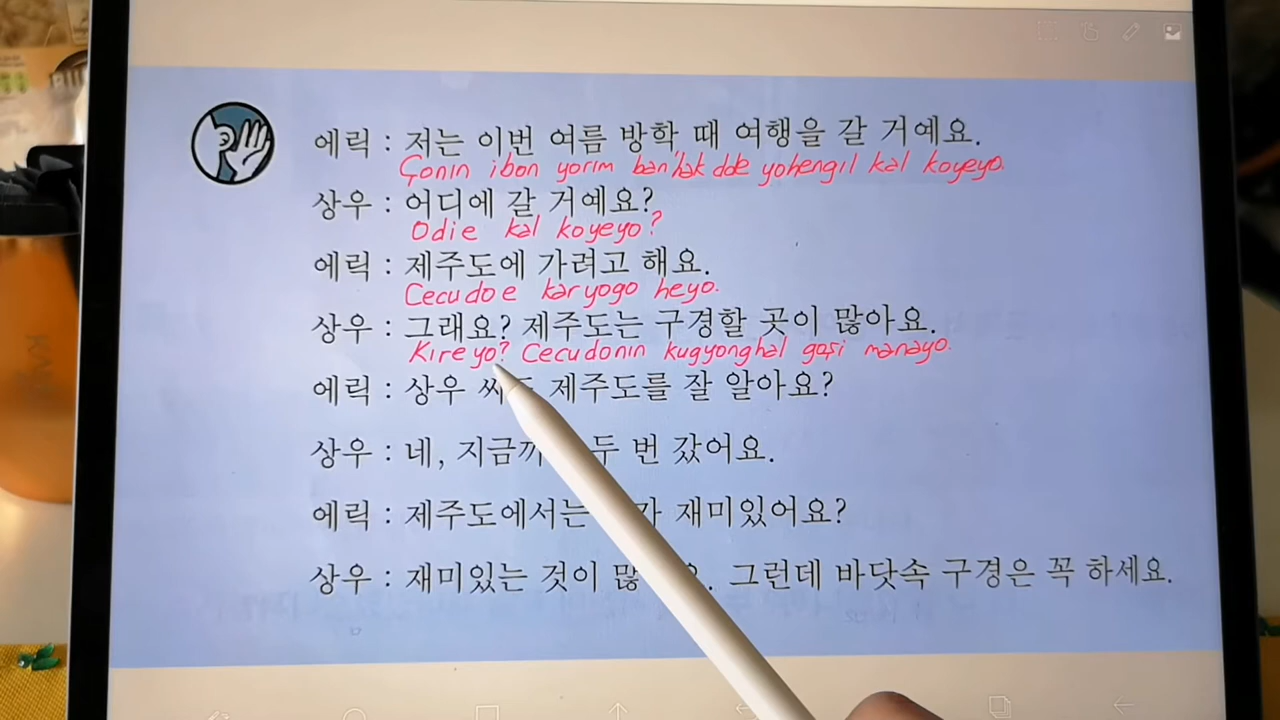 에릭 : 저는 이번 여름 방학 때 여행을 갈 거예요.
Çonın ibon yorım ban'hak dde yohengıl kal koyeyo.
상우 : 어디에 갈 거예요?
Odie kal koyeyo?
에릭 : 제주도에 가려고 해요.
Cecudo e karyogo heyo.
상우 : 그래요? 제주도는 구경할 곳이 많아요.
Kıre yo? Cecudonın kugyonghal goşi manayo.
에릭 : 상우 제주도를 잘 알아요?
상우 : 네, 두 번 갔어요.
에릭 : 제주도에서는 재미있어요?
상우 : 재미있는 것이 그런데 바닷속 구경은 꼭 하세요.